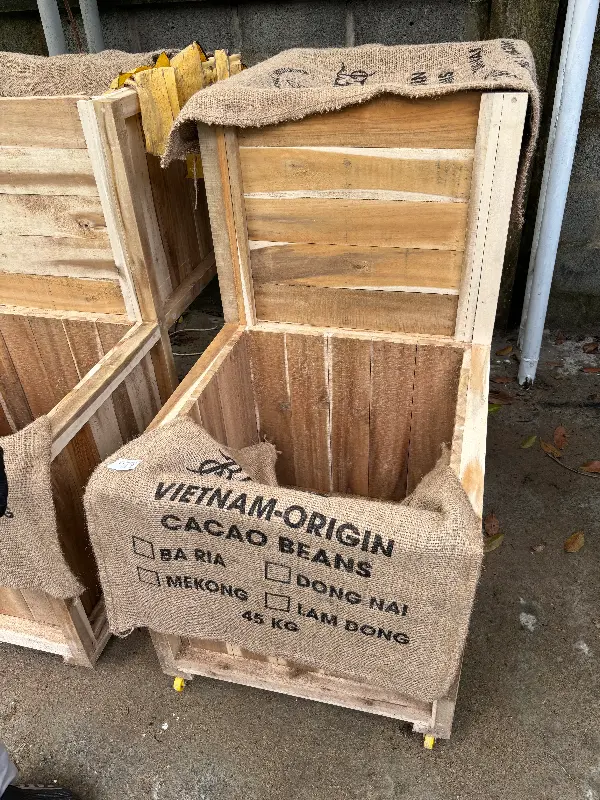 VIETNAM-ORIGIN
CACAO BEANS
BA RIA
DONG NAI
MEKONG
LAM DONG
45 KG